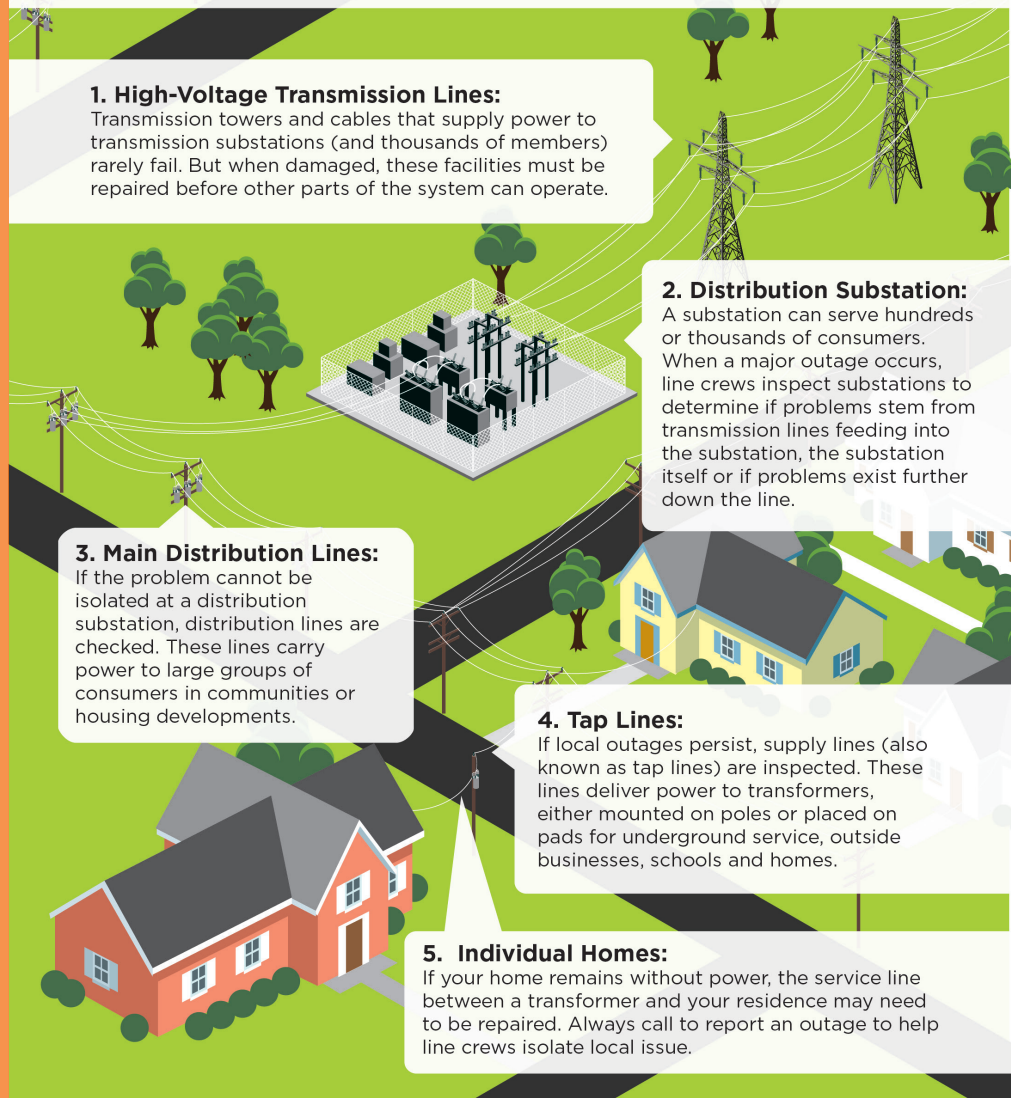 1. High-Voltage Transmission Lines:
Transmission towers and cables that supply power to
transmission substations (and thousands of members)
rarely fail. But when damaged, these facilities must be
repaired before other parts of the system can operate.
2. Distribution Substation:
A substation can serve hundreds
or thousands of consumers.
When a major outage occurs,
line crews inspect substations to
determine if problems stem from
transmission lines feeding into
the substation, the substation
itself or if problems exist further
down the line.
3. Main Distribution Lines:
If the problem cannot be
isolated at a distribution
substation, distribution lines are
checked. These lines carry
power to large groups of
consumers in communities or
housing developments.
4. Tap Lines:
If local outages persist, supply lines (also
known as tap lines) are inspected. These
lines deliver power to transformers,
either mounted on poles or placed on
pads for underground service, outside
businesses, schools and homes.
5. Individual Homes:
If your home remains without power, the service line
between a transformer and your residence may need
to be repaired. Always call to report an outage to help
line crews isolate local issue.